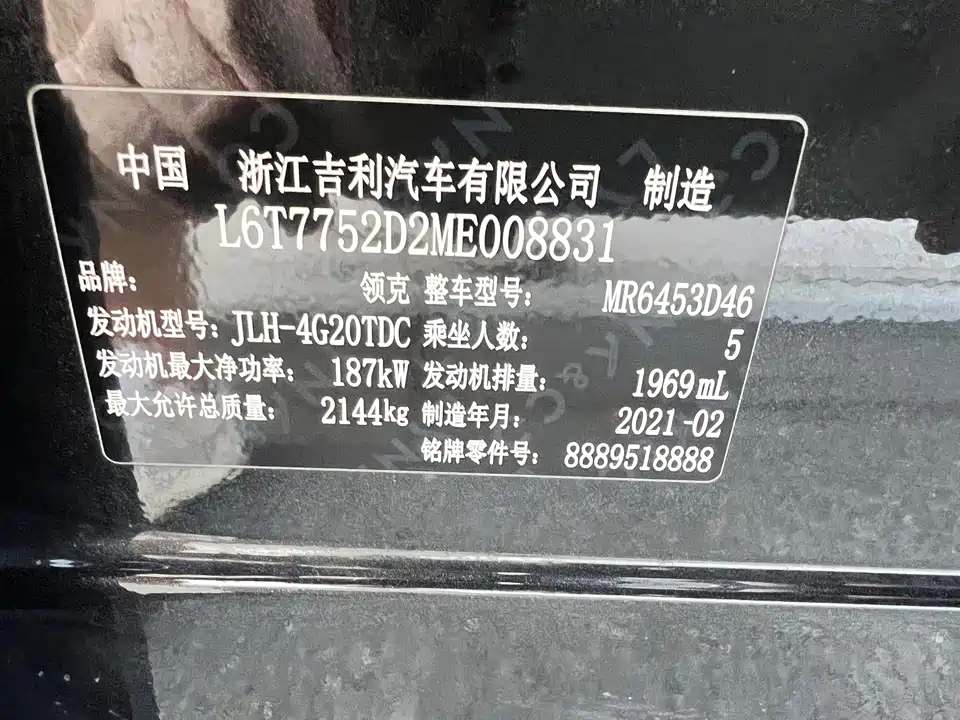 中国 浙江吉利汽车有限公司 制造
L6T7752D2ME008831
品牌: 领克 整车型号: MR6453D46
发动机型号: JLH-4G20TDC 乘坐人数: 5
发动机最大净功率: 187kW 发动机排量: 1969mL
最大允许总质量: 2144kg 制造年月: 2021-02
铭牌零件号: 8889518888